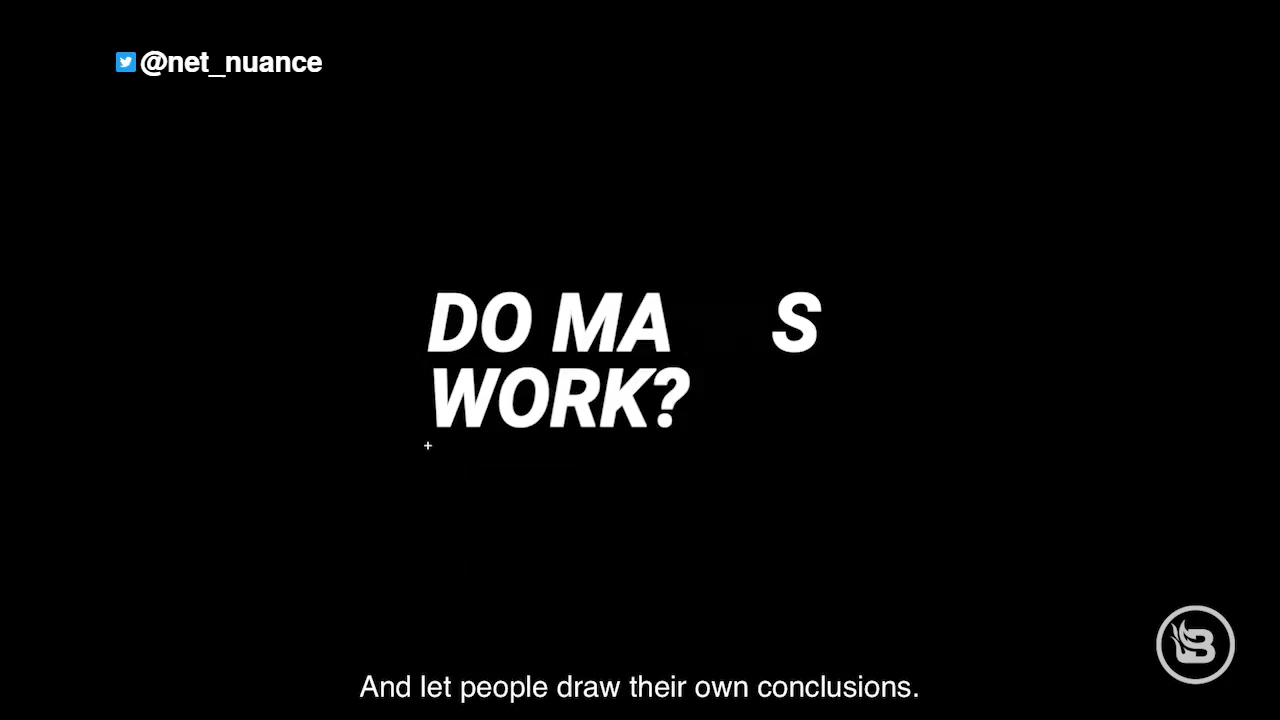 @net_nuance
DO MA S
WORK?
And let people draw their own conclusions.